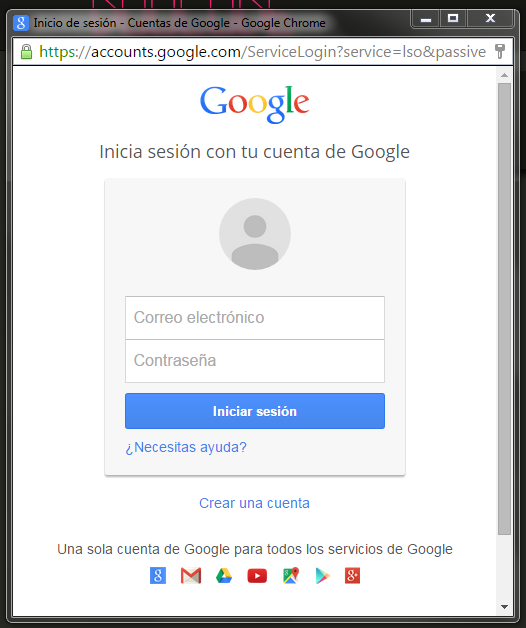 Inicio de sesión - Cuentas de Google - Google Chrome
https://accounts.google.com/ServiceLogin?service=lso&passive
Google
Inicia sesión con tu cuenta de Google
Correo electrónico
Contraseña
Iniciar sesión
¿Necesitas ayuda?
Crear una cuenta
Una sola cuenta de Google para todos los servicios de Google